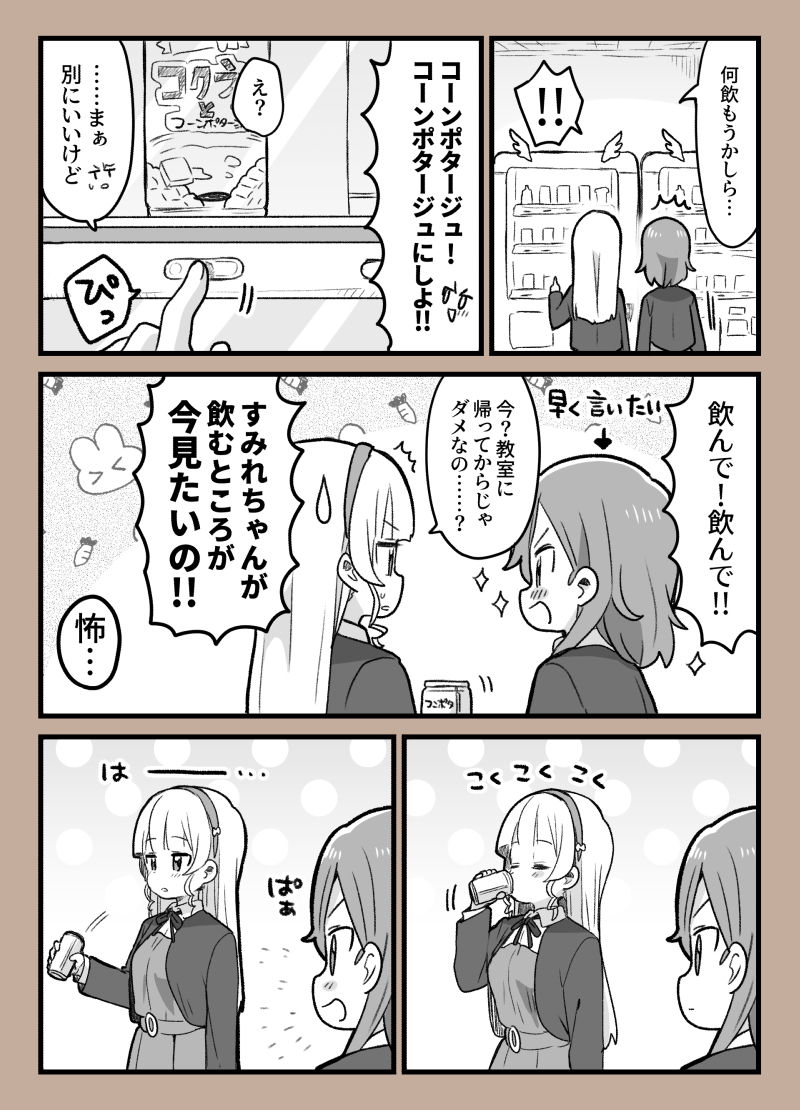 何飲もうかしら…
!!
コーンポタージュ!
コーンポタージュにしよ!!
え?
コクうま
と
コーンポタージュ
……まぁ
別にいいけど
ぴっ
飲んで!飲んで!!
早く言いたい
今?教室に
帰ってからじゃ
ダメなの……?
コンポタ
すみれちゃんが
飲むところが
今見たいの!!
怖…
こくこくこく
は——…
ぱぁ